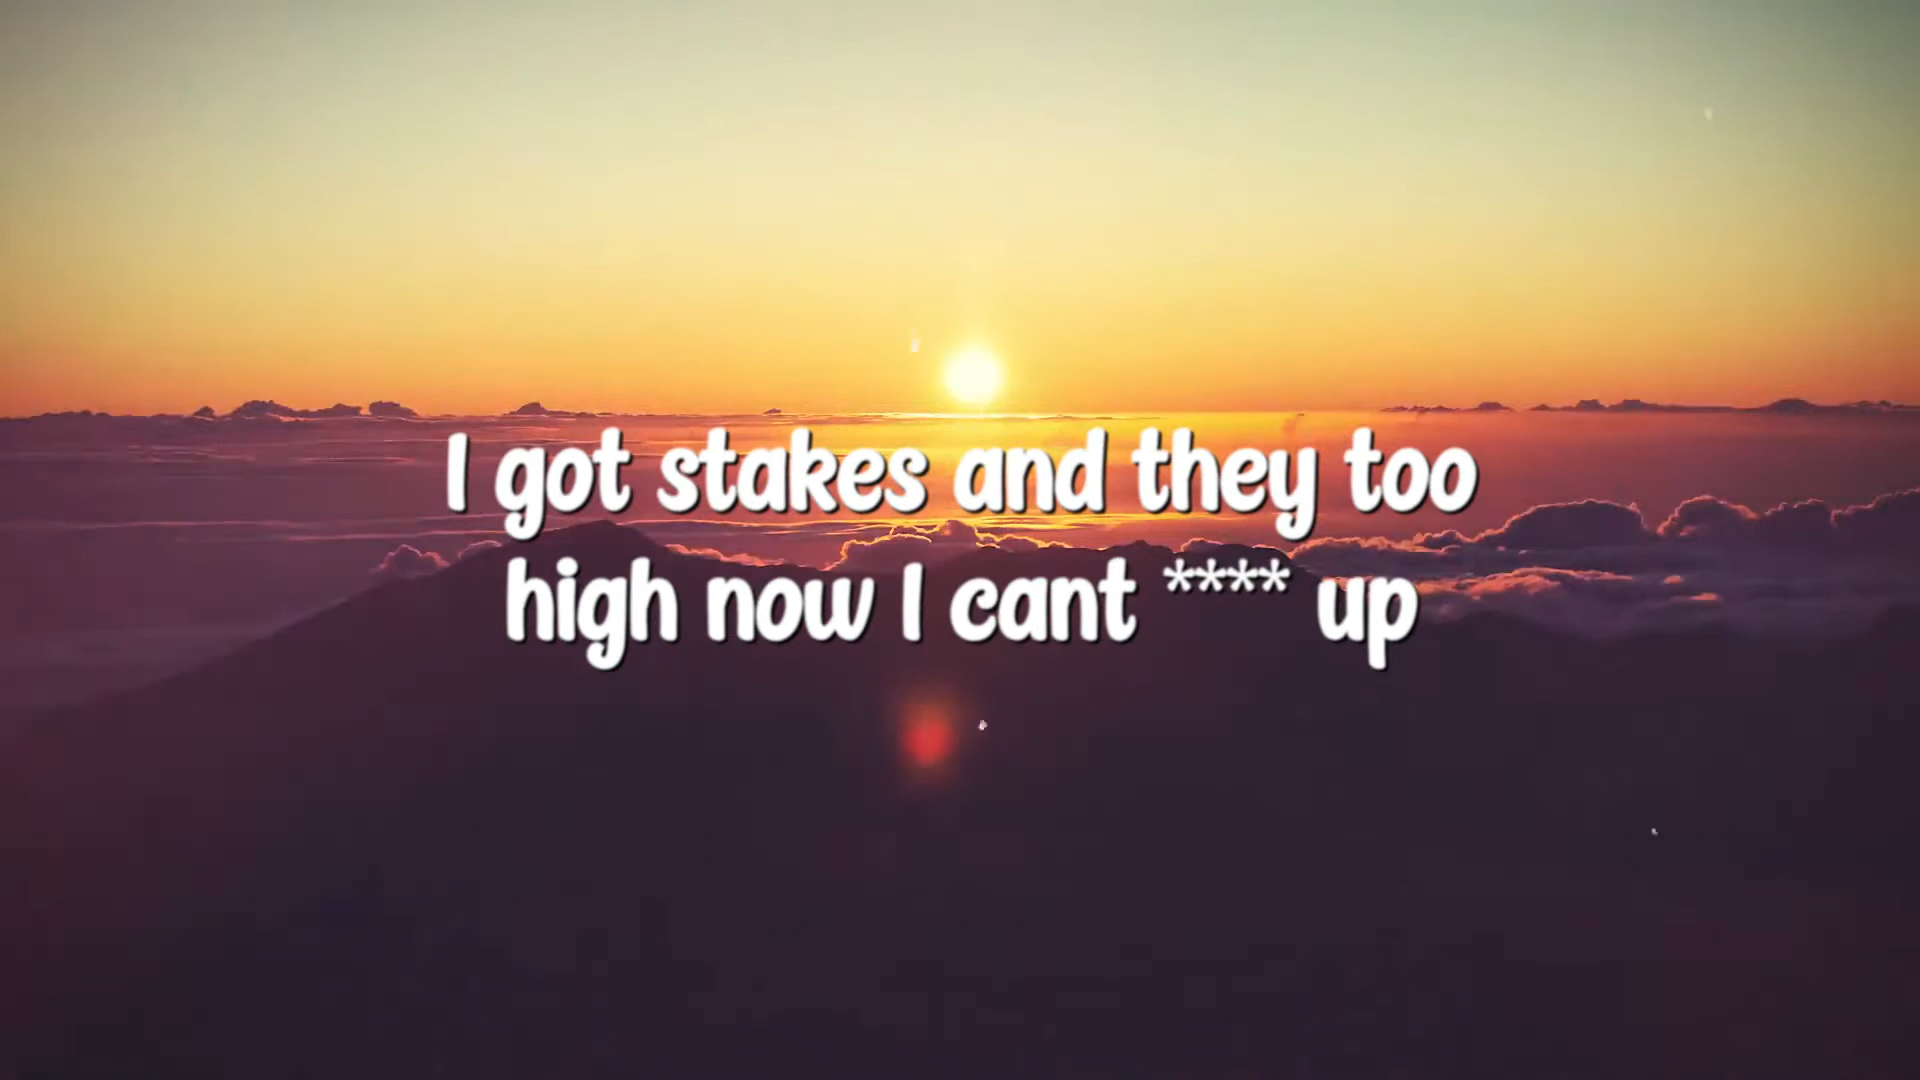 I got stakes and they too
high now I cant **** up